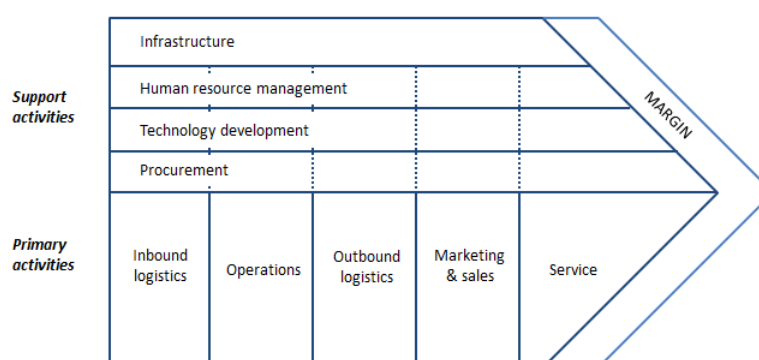 Infrastructure
Support
activities
Human resource management
Technology development
Procurement
MARGIN
Primary
activities
Inbound
logistics
Operations
Outbound
logistics
Marketing
& sales
Service